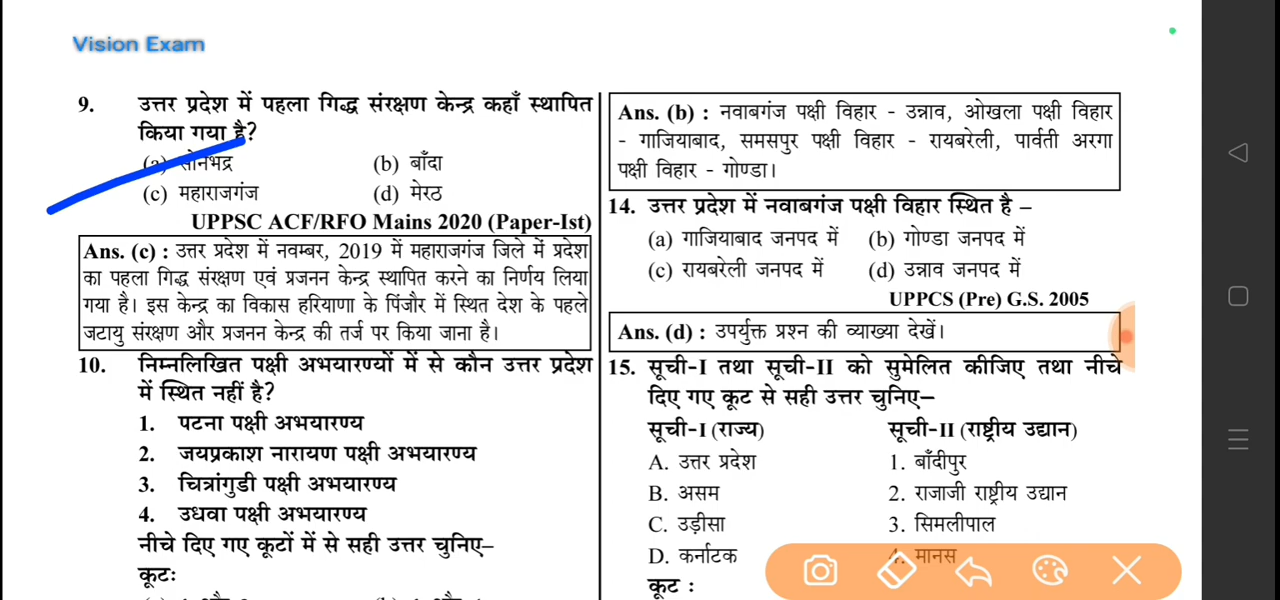 Vision Exam
9. उत्तर प्रदेश में पहला गिद्ध संरक्षण केन्द्र कहाँ स्थापित
किया गया है?
(a) सोनभद्र (b) बाँदा
(c) महाराजगंज (d) मेरठ
UPPSC ACF/RFO Mains 2020 (Paper-Ist)
Ans. (c) : उत्तर प्रदेश में नवम्बर, 2019 में महाराजगंज जिले में प्रदेश
का पहला गिद्ध संरक्षण एवं प्रजनन केन्द्र स्थापित करने का निर्णय लिया
गया है। इस केन्द्र का विकास हरियाणा के पिंजौर में स्थित देश के पहले
जटायु संरक्षण और प्रजनन केन्द्र की तर्ज पर किया जाना है।
10. निम्नलिखित पक्षी अभयारण्यों में से कौन उत्तर प्रदेश
में स्थित नहीं है?
1. पटना पक्षी अभयारण्य
2. जयप्रकाश नारायण पक्षी अभयारण्य
3. चित्रांगुडी पक्षी अभयारण्य
4. उधवा पक्षी अभयारण्य
नीचे दिए गए कूटों में से सही उत्तर चुनिए–
कूटः
Ans. (b) : नवाबगंज पक्षी विहार - उन्नाव, ओखला पक्षी विहार
- गाजियाबाद, समसपुर पक्षी विहार - रायबरेली, पार्वती अरगा
पक्षी विहार - गोण्डा।
14. उत्तर प्रदेश में नवाबगंज पक्षी विहार स्थित है –
(a) गाजियाबाद जनपद में (b) गोण्डा जनपद में
(c) रायबरेली जनपद में (d) उन्नाव जनपद में
UPPCS (Pre) G.S. 2005
Ans. (d) : उपर्युक्त प्रश्न की व्याख्या देखें।
15. सूची-I तथा सूची-II को सुमेलित कीजिए तथा नीचे
दिए गए कूट से सही उत्तर चुनिए–
सूची-I (राज्य) सूची-II (राष्ट्रीय उद्यान)
A. उत्तर प्रदेश 1. बाँदीपुर
B. असम 2. राजाजी राष्ट्रीय उद्यान
C. उड़ीसा 3. सिमलीपाल
D. कर्नाटक 4. मानस
कूट :